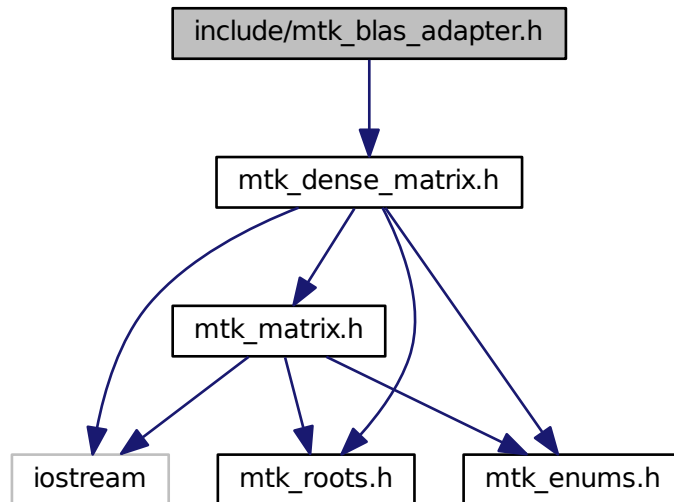 include/mtk_blas_adapter.h
mtk_dense_matrix.h
mtk_matrix.h
iostream
mtk_roots.h
mtk_enums.h